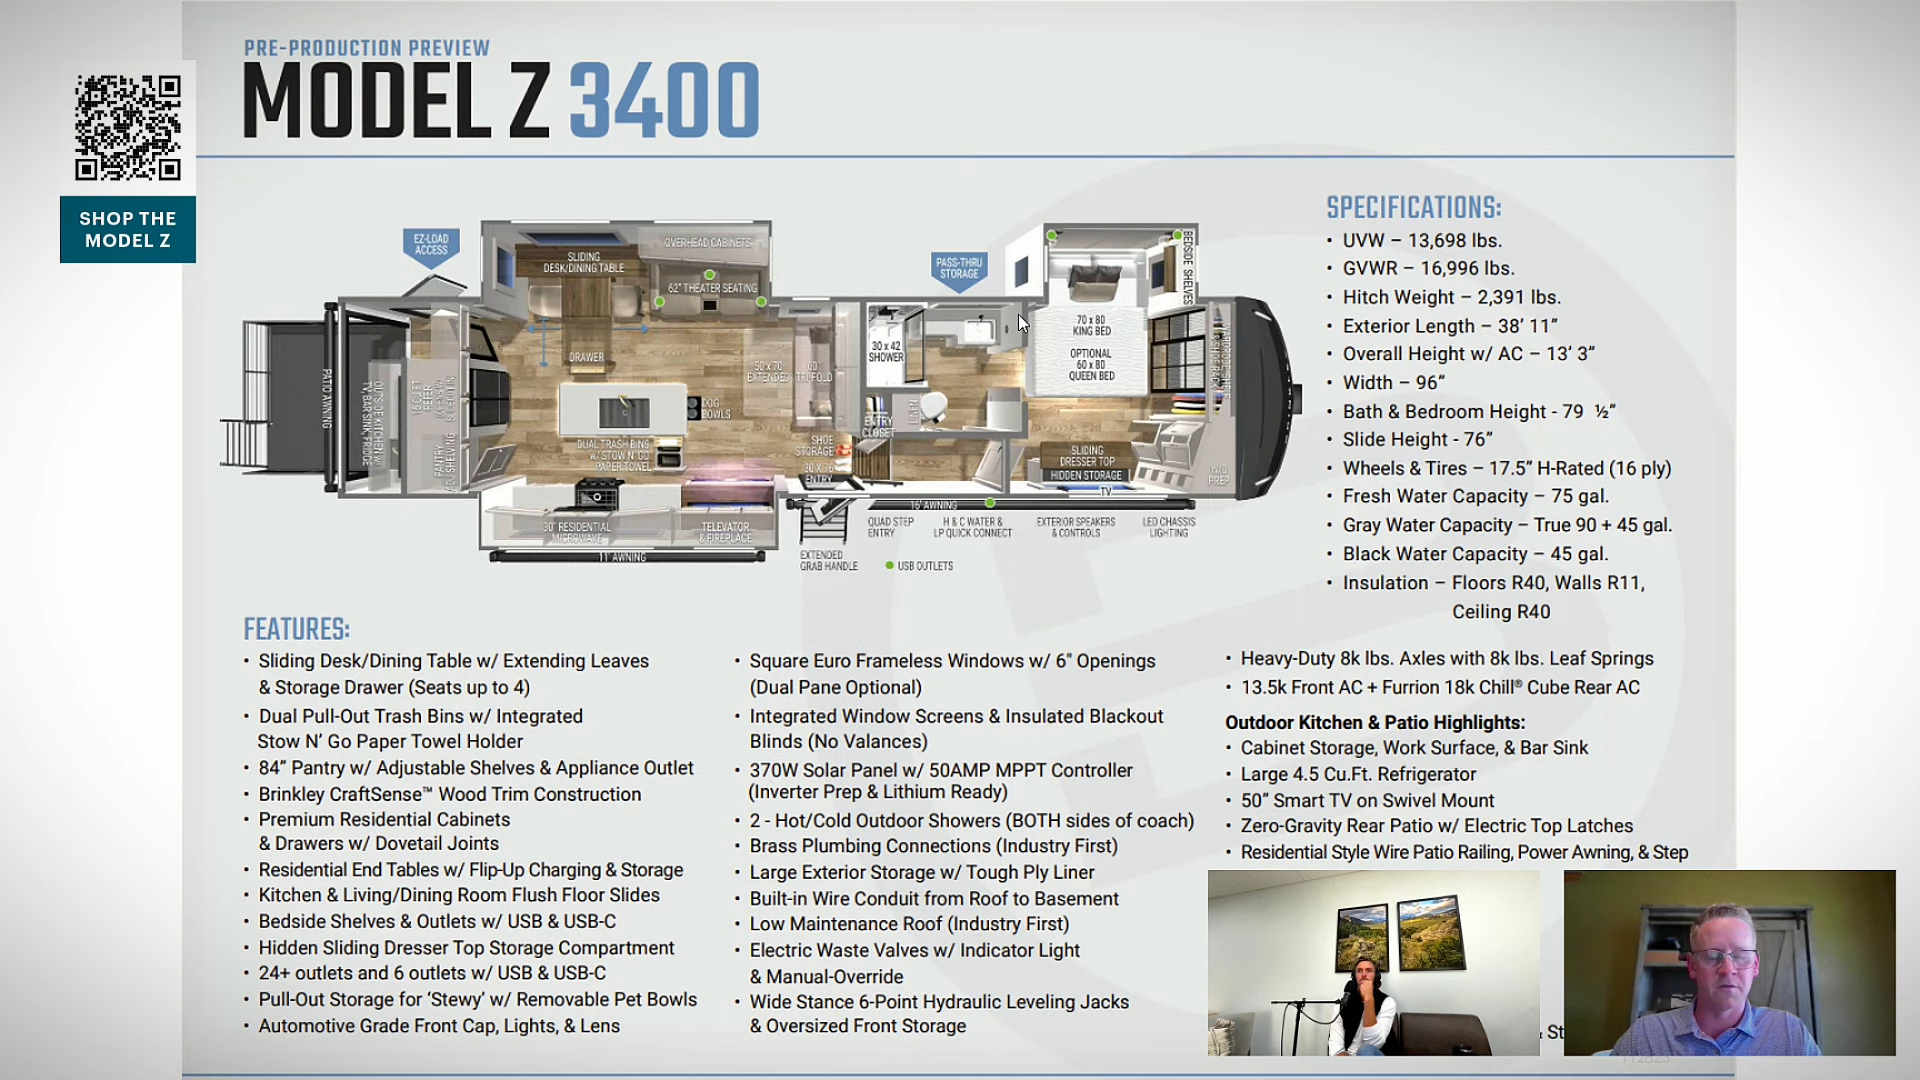 PRE-PRODUCTION PREVIEW
MODEL Z 3400
SHOP THE
MODEL Z
EZ-LOAD
ACCESS
SLIDING
DESK/DINING TABLE
OVERHEAD CABINETS
62" THEATER SEATING
DRAWER
DOG
BOWLS
DUAL TRASH BINS
w/ STOW N' GO
PAPER TOWEL
PATIO AWNING
50 x 70
EXTENDED
60"
TRI-FOLD
SHOE
STORAGE
30 X 76
ENTRY
30" RESIDENTIAL
MICROWAVE
TELEVATOR
& FIREPLACE
11' AWNING
PASS-THRU
STORAGE
30 x 42
SHOWER
ENTRY
CLOSET
LINEN
BEDSIDE SHELVES
70 x 80
KING BED
OPTIONAL
60 x 80
QUEEN BED
SLIDING
DRESSER TOP
HIDDEN STORAGE
TV
W/D
PREP
16' AWNING
QUAD STEP
ENTRY
H & C WATER &
LP QUICK CONNECT
EXTERIOR SPEAKERS
& CONTROLS
LED CHASSIS
LIGHTING
EXTENDED
GRAB HANDLE
USB OUTLETS
SPECIFICATIONS:
• UVW – 13,698 lbs.
• GVWR – 16,996 lbs.
• Hitch Weight – 2,391 lbs.
• Exterior Length – 38' 11"
• Overall Height w/ AC – 13' 3"
• Width – 96"
• Bath & Bedroom Height - 79 ½"
• Slide Height - 76"
• Wheels & Tires – 17.5" H-Rated (16 ply)
• Fresh Water Capacity – 75 gal.
• Gray Water Capacity – True 90 + 45 gal.
• Black Water Capacity – 45 gal.
• Insulation – Floors R40, Walls R11,
Ceiling R40
FEATURES:
• Sliding Desk/Dining Table w/ Extending Leaves
& Storage Drawer (Seats up to 4)
• Dual Pull-Out Trash Bins w/ Integrated
Stow N' Go Paper Towel Holder
• 84" Pantry w/ Adjustable Shelves & Appliance Outlet
• Brinkley CraftSense™ Wood Trim Construction
• Premium Residential Cabinets
& Drawers w/ Dovetail Joints
• Residential End Tables w/ Flip-Up Charging & Storage
• Kitchen & Living/Dining Room Flush Floor Slides
• Bedside Shelves & Outlets w/ USB & USB-C
• Hidden Sliding Dresser Top Storage Compartment
• 24+ outlets and 6 outlets w/ USB & USB-C
• Pull-Out Storage for 'Stewy' w/ Removable Pet Bowls
• Automotive Grade Front Cap, Lights, & Lens
• Square Euro Frameless Windows w/ 6" Openings
(Dual Pane Optional)
• Integrated Window Screens & Insulated Blackout
Blinds (No Valances)
• 370W Solar Panel w/ 50AMP MPPT Controller
(Inverter Prep & Lithium Ready)
• 2 - Hot/Cold Outdoor Showers (BOTH sides of coach)
• Brass Plumbing Connections (Industry First)
• Large Exterior Storage w/ Tough Ply Liner
• Built-in Wire Conduit from Roof to Basement
• Low Maintenance Roof (Industry First)
• Electric Waste Valves w/ Indicator Light
& Manual-Override
• Wide Stance 6-Point Hydraulic Leveling Jacks
& Oversized Front Storage
• Heavy-Duty 8k lbs. Axles with 8k lbs. Leaf Springs
• 13.5k Front AC + Furrion 18k Chill® Cube Rear AC
Outdoor Kitchen & Patio Highlights:
• Cabinet Storage, Work Surface, & Bar Sink
• Large 4.5 Cu.Ft. Refrigerator
• 50" Smart TV on Swivel Mount
• Zero-Gravity Rear Patio w/ Electric Top Latches
• Residential Style Wire Patio Railing, Power Awning, & Step
& St